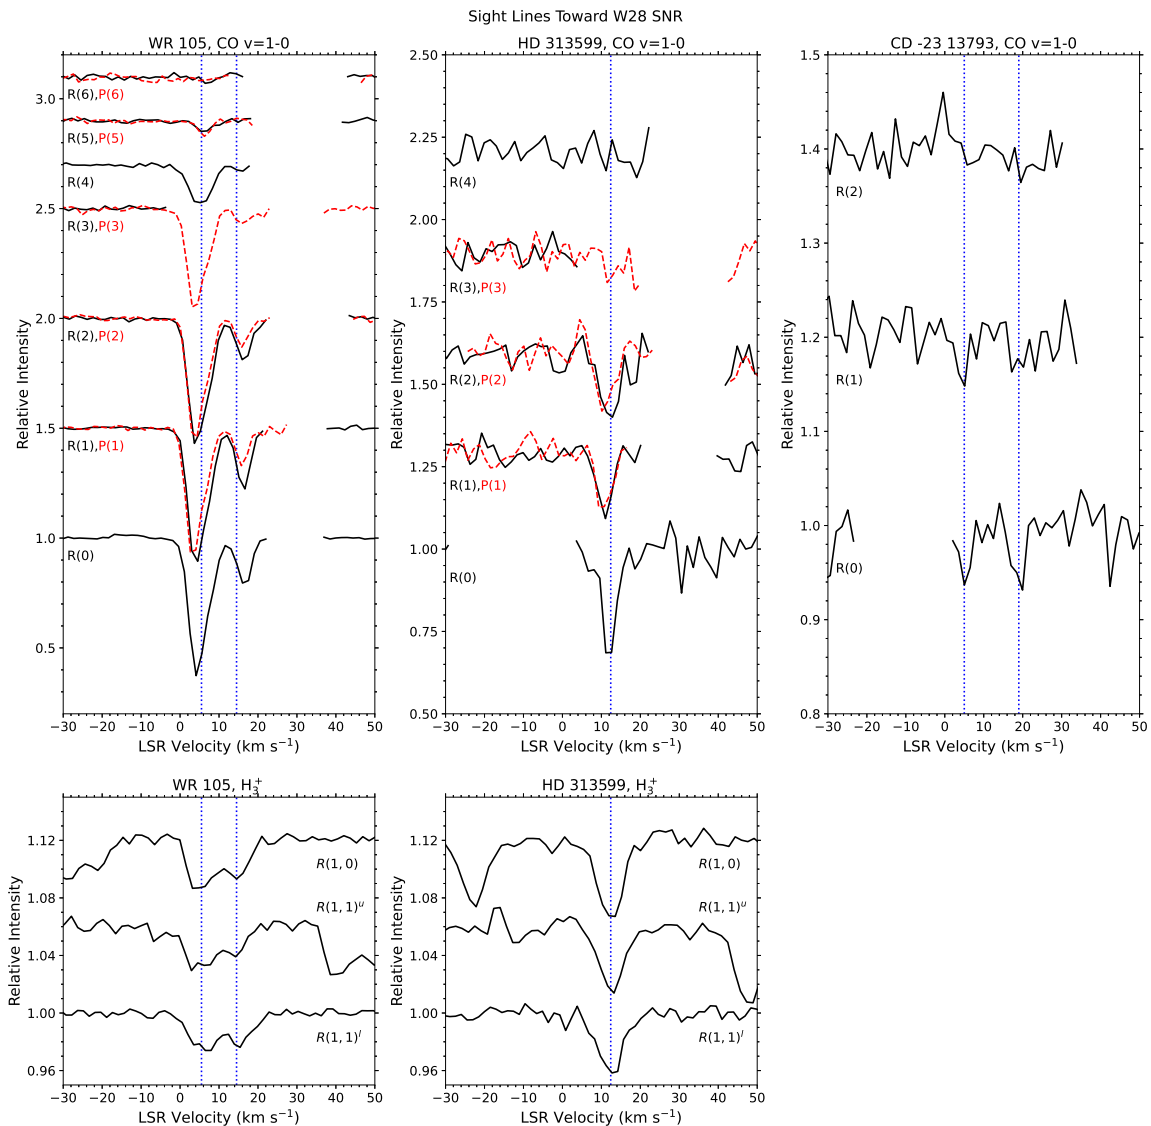 Sight Lines Toward W28 SNR
WR 105, CO v=1-0
Relative Intensity
3.0
2.5
2.0
1.5
1.0
0.5
R(6),P(6)
R(5),P(5)
R(4)
R(3),P(3)
R(2),P(2)
R(1),P(1)
R(0)
−30 −20 −10 0 10 20 30 40 50
LSR Velocity (km s⁻¹)
HD 313599, CO v=1-0
Relative Intensity
2.50
2.25
2.00
1.75
1.50
1.25
1.00
0.75
0.50
R(4)
R(3),P(3)
R(2),P(2)
R(1),P(1)
R(0)
−30 −20 −10 0 10 20 30 40 50
LSR Velocity (km s⁻¹)
CD -23 13793, CO v=1-0
Relative Intensity
1.5
1.4
1.3
1.2
1.1
1.0
0.9
0.8
R(2)
R(1)
R(0)
−30 −20 −10 0 10 20 30 40 50
LSR Velocity (km s⁻¹)
WR 105, H₃⁺
Relative Intensity
1.12
1.08
1.04
1.00
0.96
R(1, 0)
R(1, 1)ᵘ
R(1, 1)ˡ
−30 −20 −10 0 10 20 30 40 50
LSR Velocity (km s⁻¹)
HD 313599, H₃⁺
Relative Intensity
1.12
1.08
1.04
1.00
0.96
R(1, 0)
R(1, 1)ᵘ
R(1, 1)ˡ
−30 −20 −10 0 10 20 30 40 50
LSR Velocity (km s⁻¹)